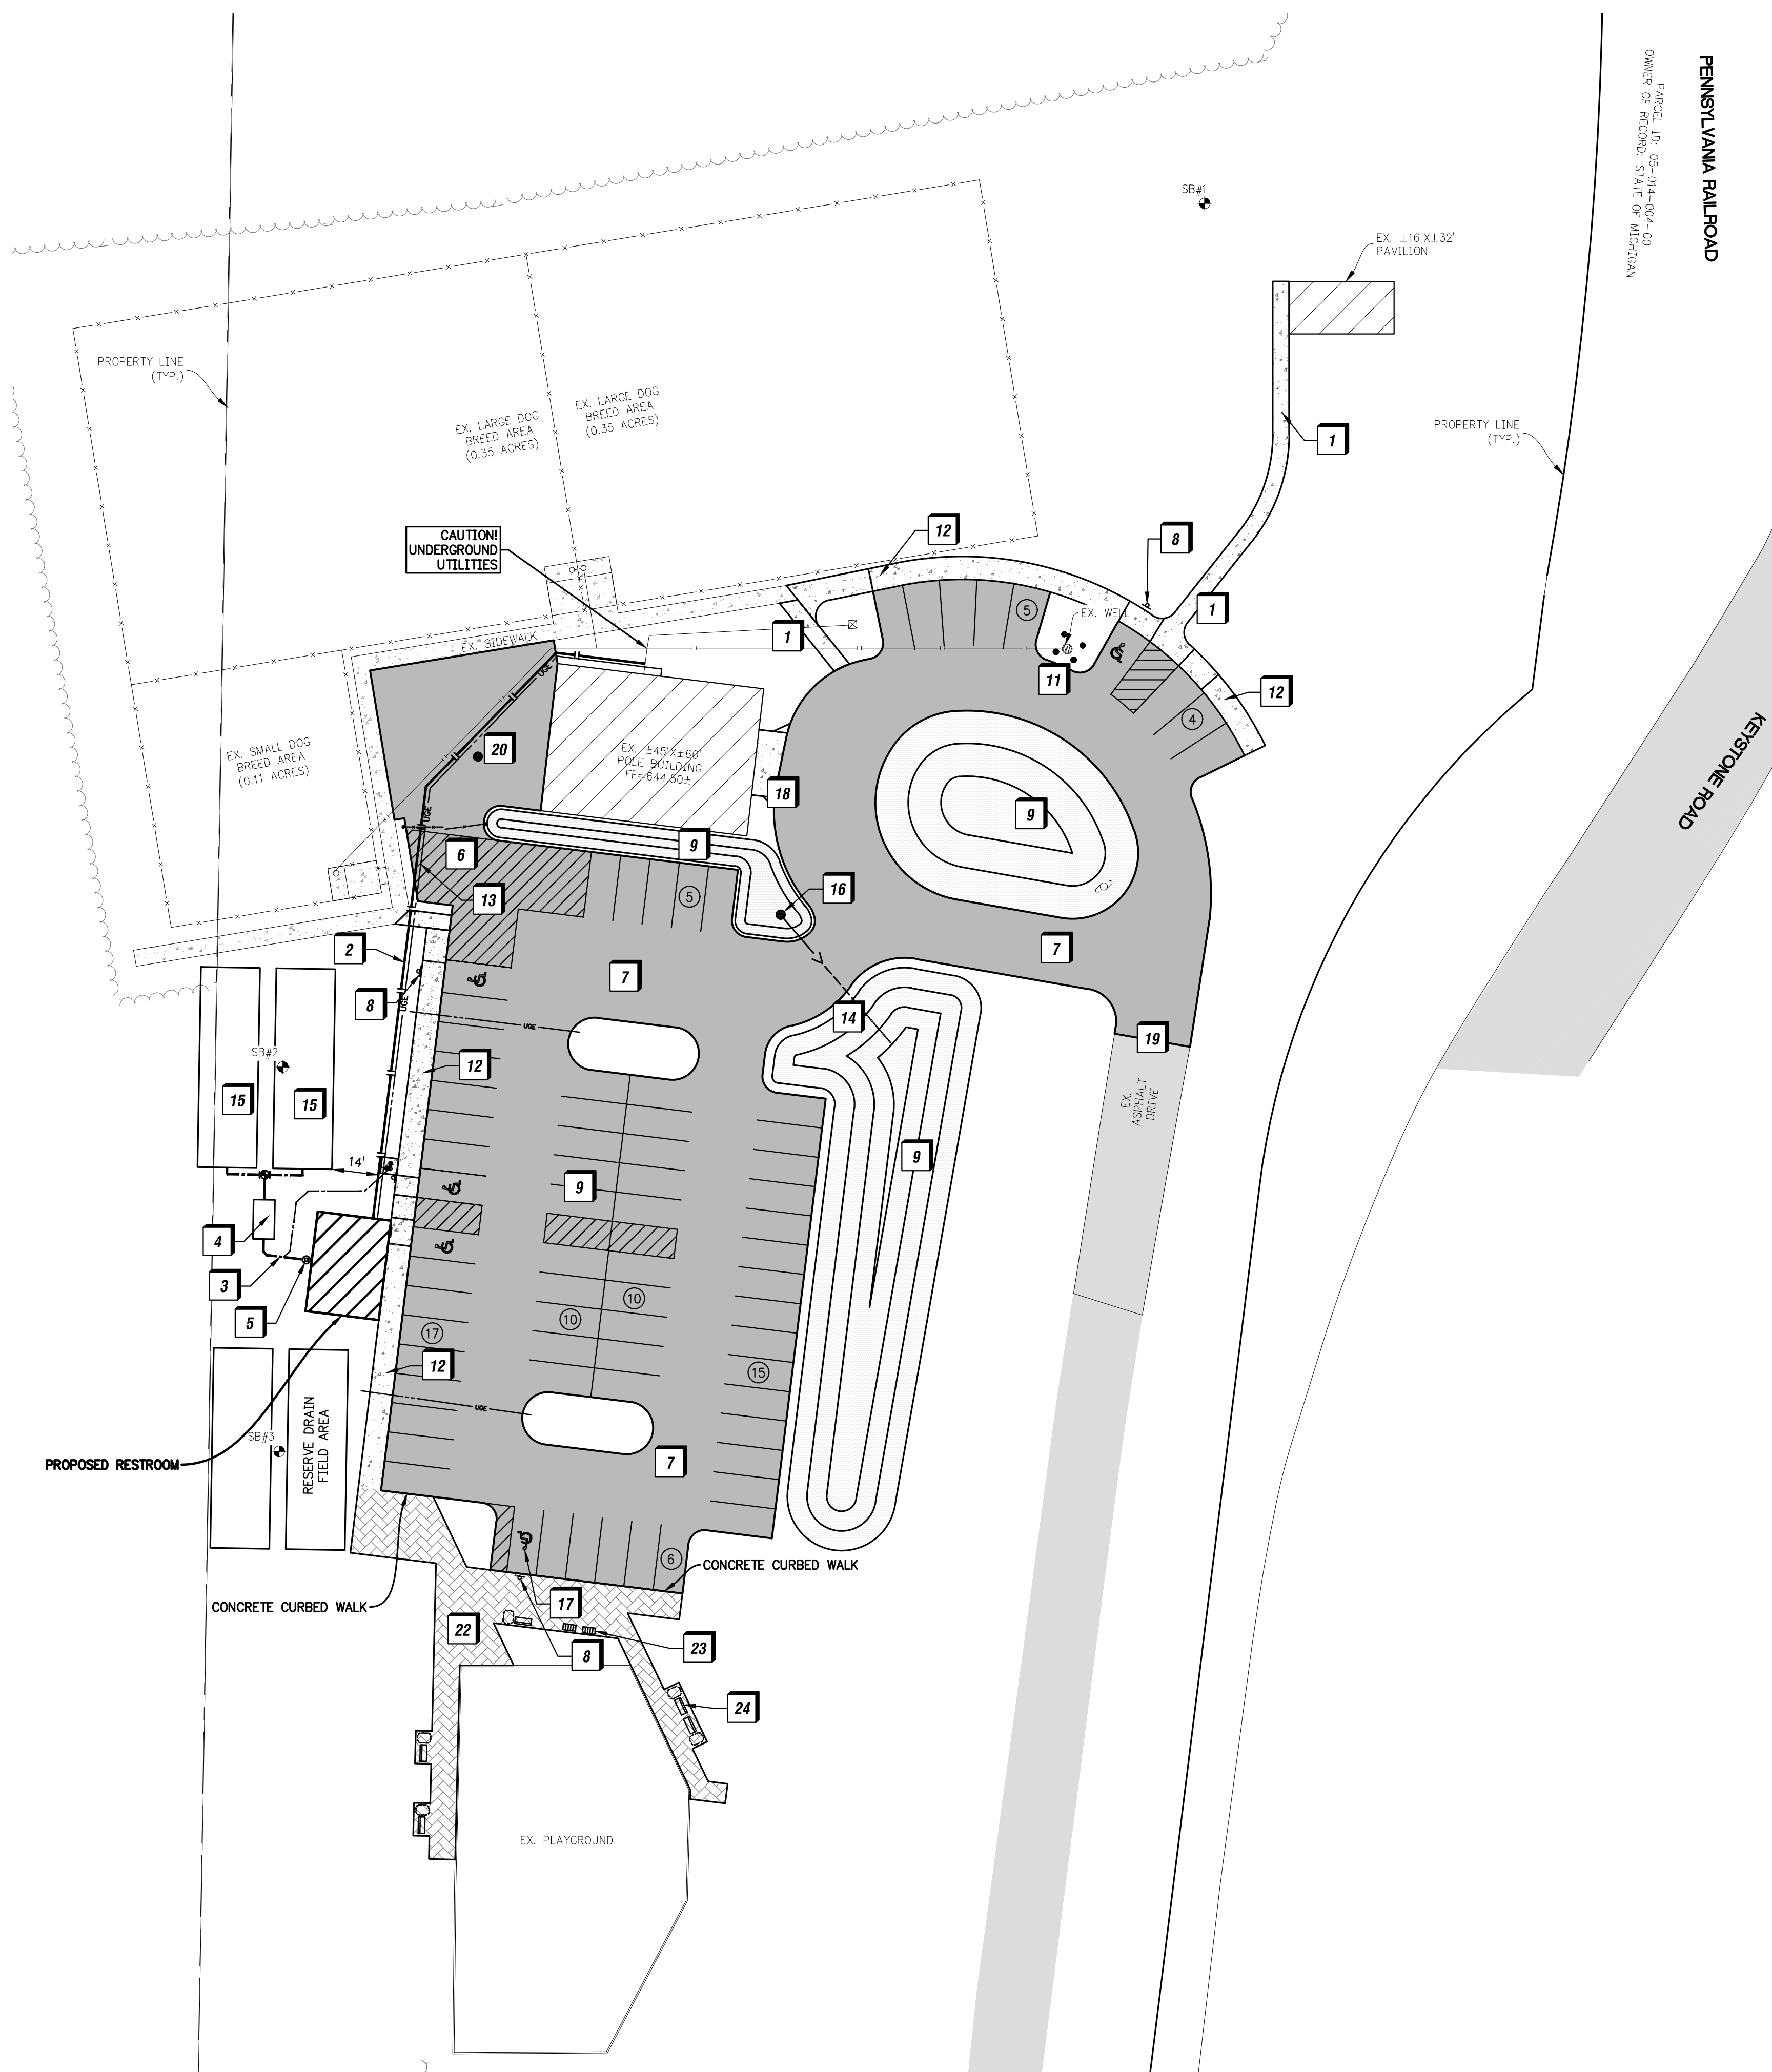 PENNSYLVANIA RAILROAD
PARCEL ID: 05-014-004-00
OWNER OF RECORD: STATE OF MICHIGAN
SB#1
EX. ±16'X±32'
PAVILION
PROPERTY LINE
(TYP.)
EX. LARGE DOG
BREED AREA
(0.35 ACRES)
EX. LARGE DOG
BREED AREA
(0.35 ACRES)
PROPERTY LINE
(TYP.)
1
CAUTION!
UNDERGROUND
UTILITIES
12
8
EX. SIDEWALK
1
5
EX. WELL
1
11
12
4
UGE
20
EX. SMALL DOG
BREED AREA
(0.11 ACRES)
EX. ±45'X±60'
POLE BUILDING
FF=644.50±
18
9
KEYSTONE ROAD
UGE
6
9
13
5
16
2
7
7
8
UGE
UGE
14
19
SB#2
12
15
15
EX.
ASPHALT
DRIVE
14'
9
9
4
3
5
10
10
17
12
15
UGE
SB#3
RESERVE DRAIN
FIELD AREA
PROPOSED RESTROOM
7
6
CONCRETE CURBED WALK
CONCRETE CURBED WALK
17
22
8
23
24
EX. PLAYGROUND